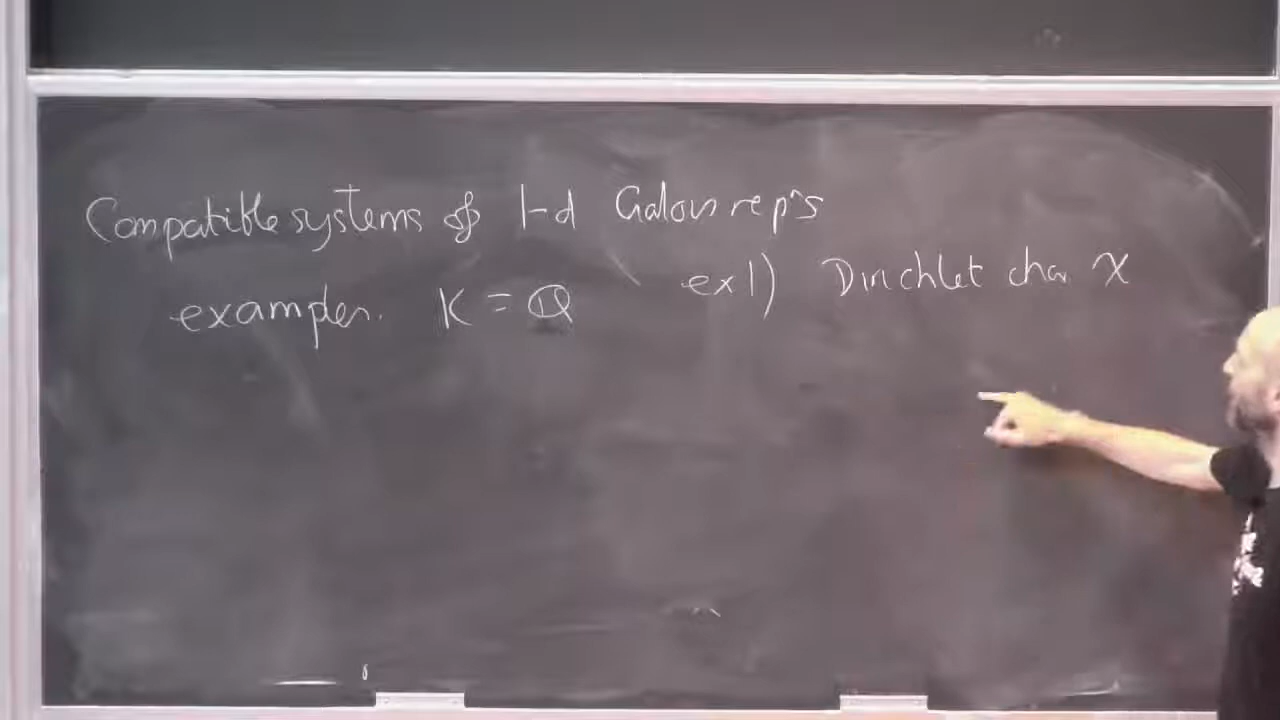 Compatible systems of 1-d Galois rep's
examples. K = ℚ ex 1) Dirichlet char χ